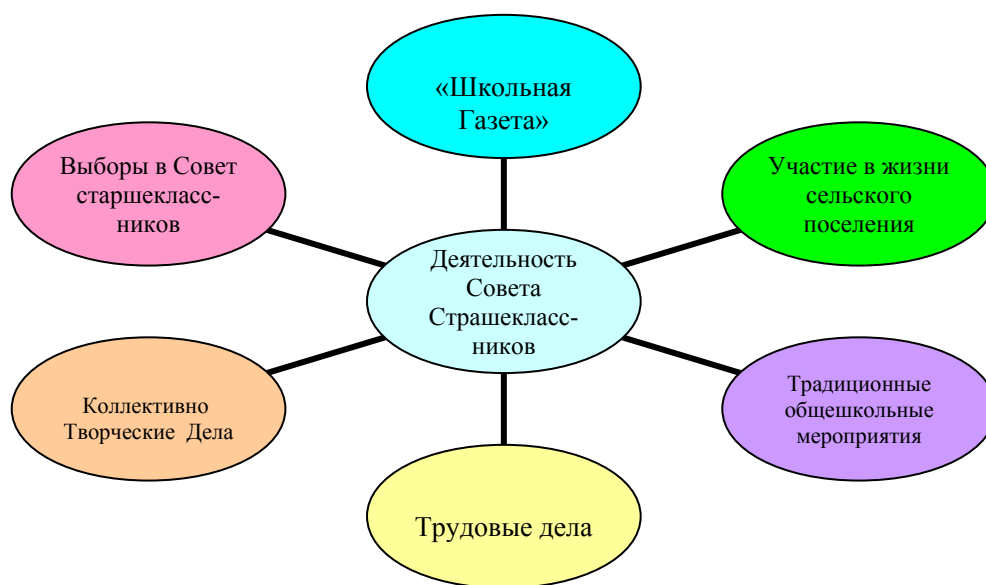 «Школьная
Газета»
Выборы в Совет
старшекласс-
ников
Участие в жизни
сельского
поселения
Деятельность
Совета
Страшекласс-
ников
Коллективно
Творческие Дела
Традиционные
общешкольные
мероприятия
Трудовые дела